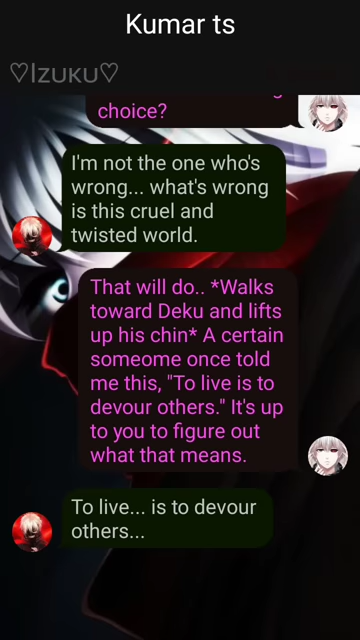 Kumar ts
♡Izuku♡
choice?
I'm not the one who's
wrong... what's wrong
is this cruel and
twisted world.
That will do.. *Walks
toward Deku and lifts
up his chin* A certain
someome once told
me this, "To live is to
devour others." It's up
to you to figure out
what that means.
To live... is to devour
others...